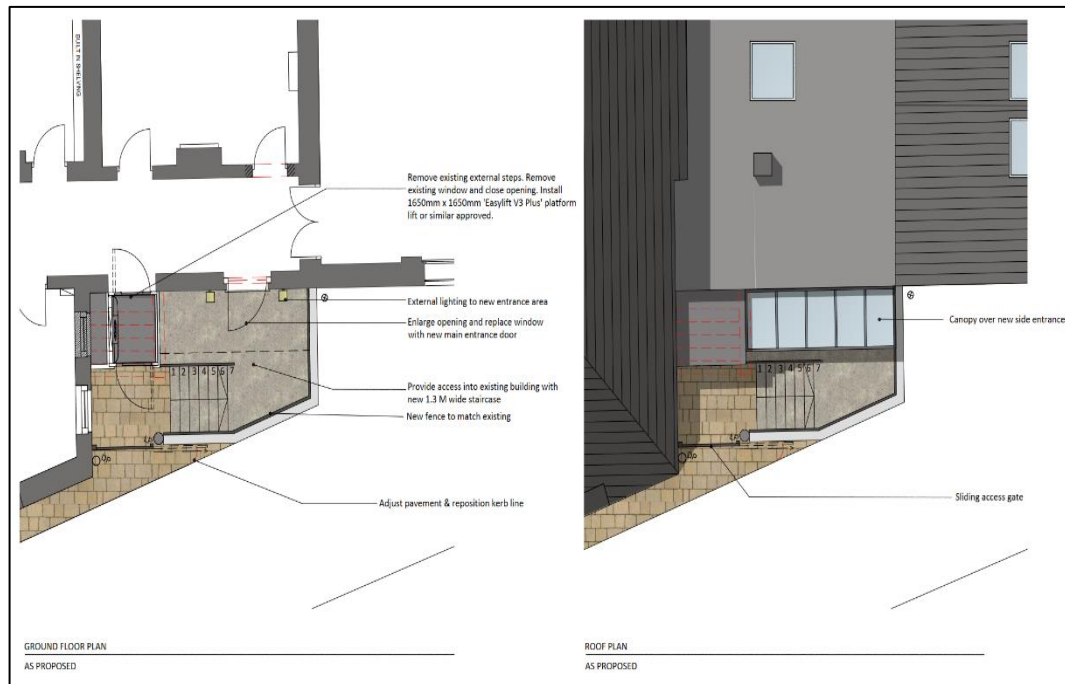 BUILT IN SHELVING
Remove existing external steps. Remove
existing window and close opening. Install
1650mm x 1650mm 'Easylift V3 Plus' platform
lift or similar approved.
External lighting to new entrance area
Enlarge opening and replace window
with new main entrance door
Provide access into existing building with
new 1.3 M wide staircase
New fence to match existing
Adjust pavement & reposition kerb line
1 2 3 4 5 6 7
GROUND FLOOR PLAN
AS PROPOSED
Canopy over new side entrance
1 2 3 4 5 6 7
Sliding access gate
ROOF PLAN
AS PROPOSED